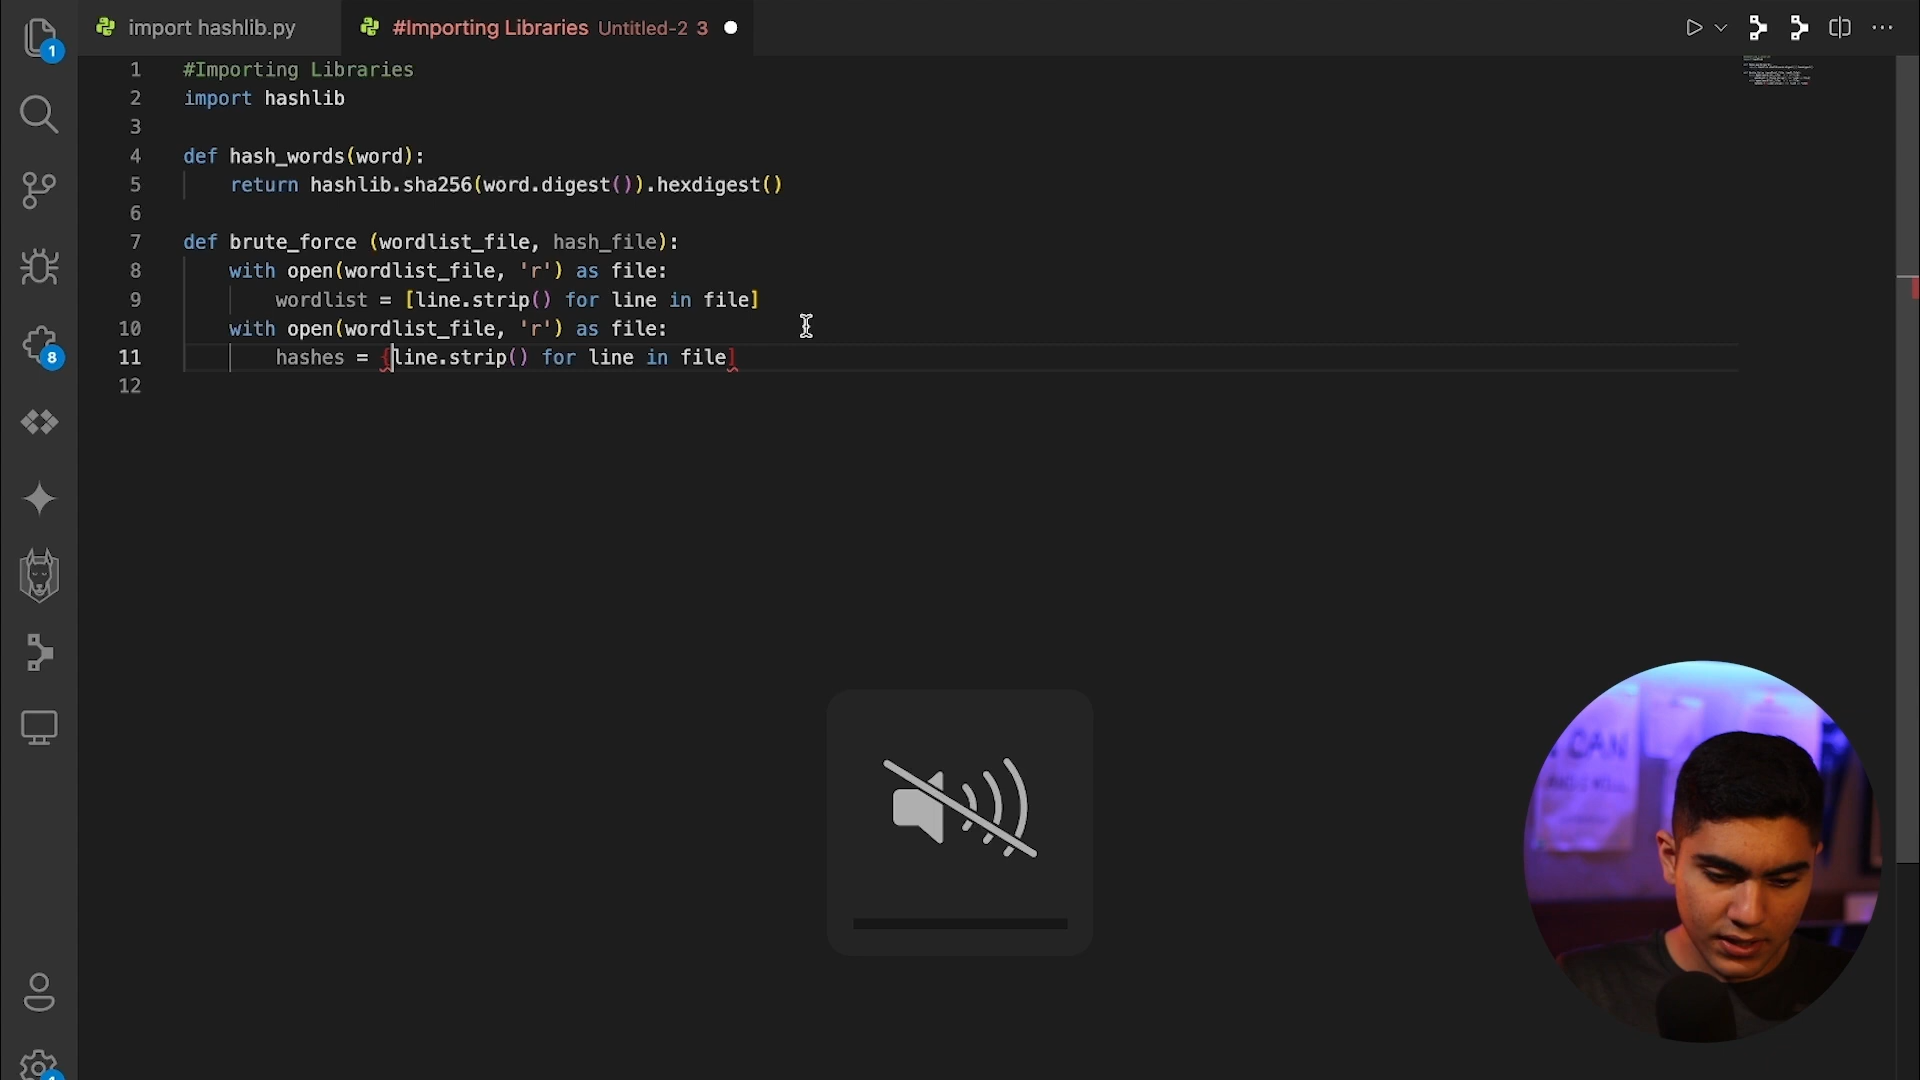 import hashlib.py
#Importing Libraries Untitled-2 3
1
8
1 #Importing Libraries
2 import hashlib
3
4 def hash_words(word):
5 return hashlib.sha256(word.digest()).hexdigest()
6
7 def brute_force (wordlist_file, hash_file):
8 with open(wordlist_file, 'r') as file:
9 wordlist = [line.strip() for line in file]
10 with open(wordlist_file, 'r') as file:
11 hashes = {line.strip() for line in file]
12
CAN